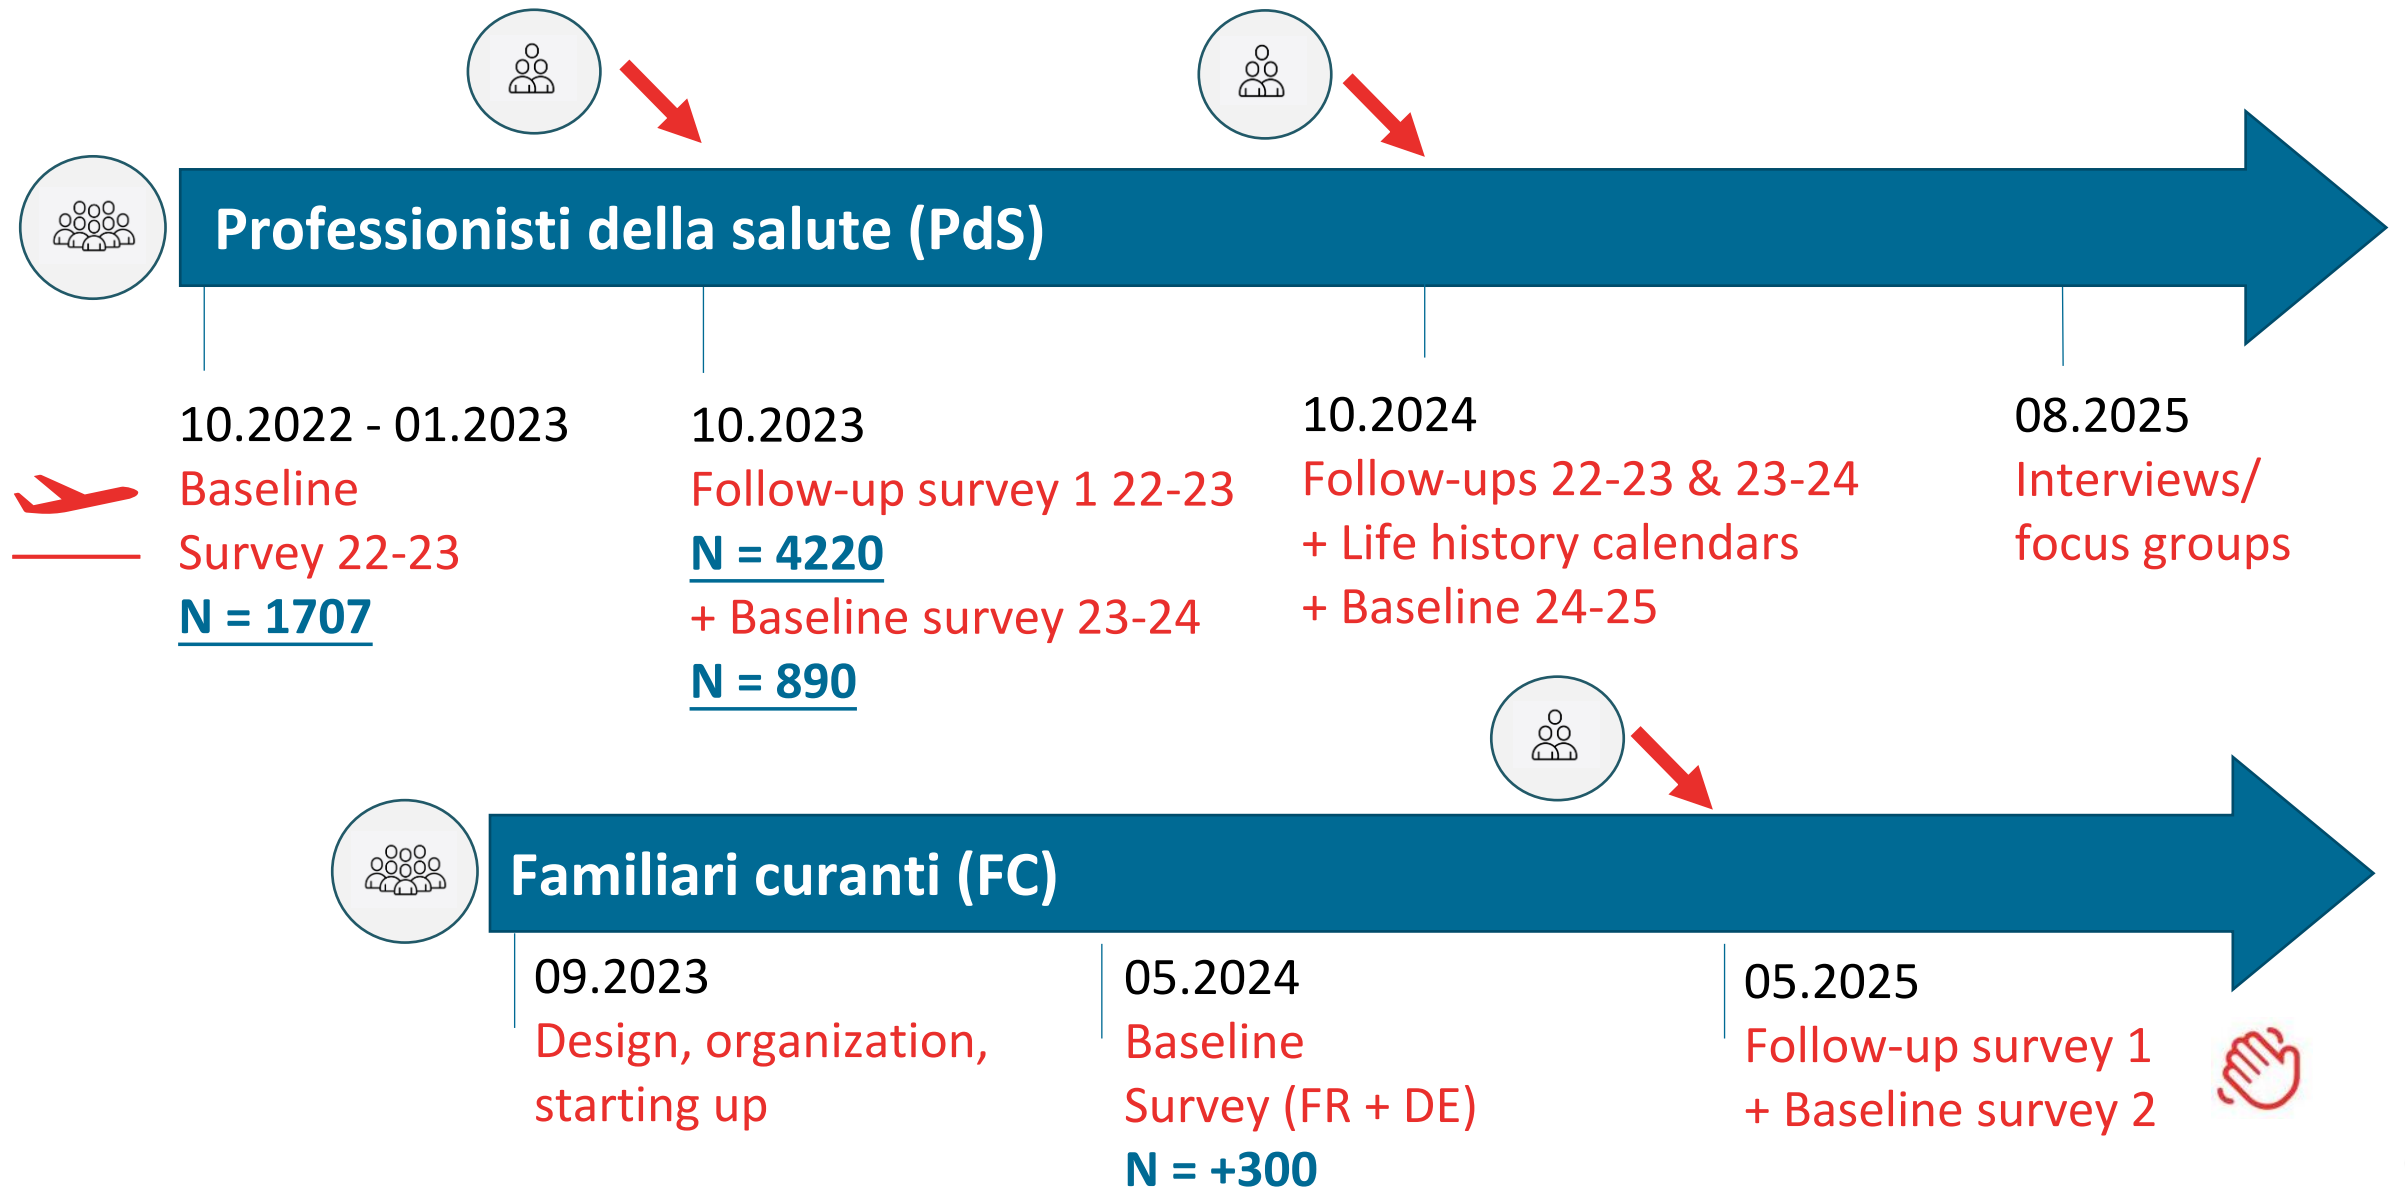 Professionisti della salute (PdS)
10.2022 - 01.2023
Baseline
Survey 22-23
N = 1707
10.2023
Follow-up survey 1 22-23
N = 4220
+ Baseline survey 23-24
N = 890
10.2024
Follow-ups 22-23 & 23-24
+ Life history calendars
+ Baseline 24-25
08.2025
Interviews/
focus groups
Familiari curanti (FC)
09.2023
Design, organization,
starting up
05.2024
Baseline
Survey (FR + DE)
N = +300
05.2025
Follow-up survey 1
+ Baseline survey 2